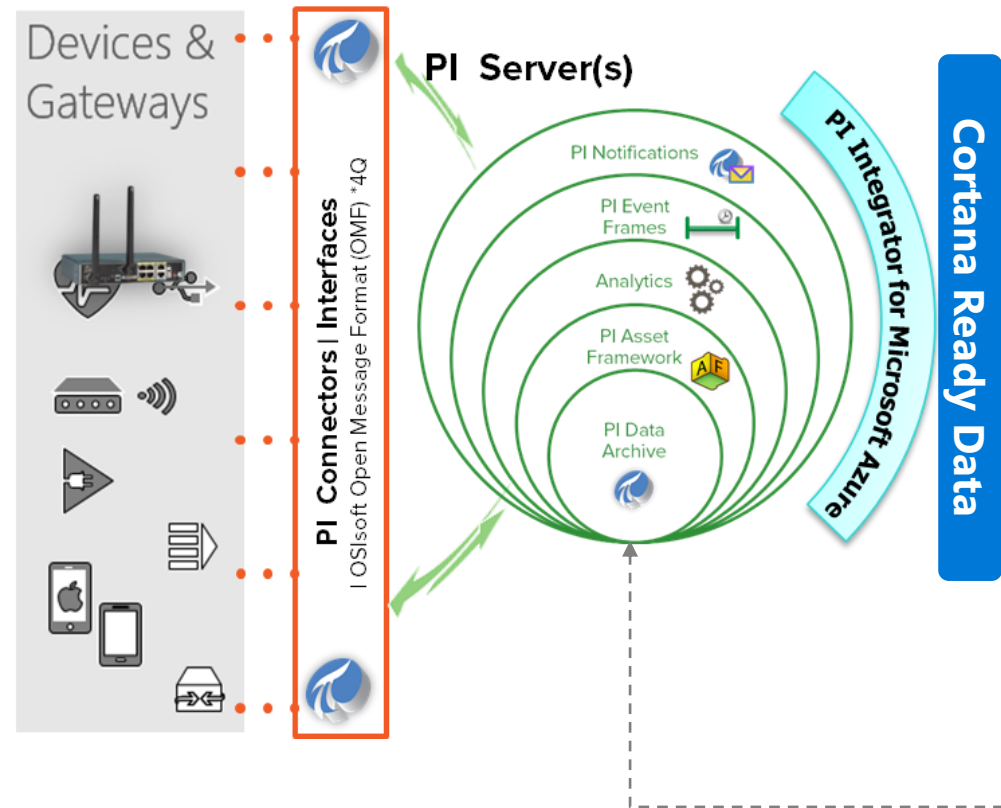 Devices &
Gateways
PI Connectors | Interfaces
| OSIsoft Open Message Format (OMF) *4Q
PI Server(s)
PI Notifications
PI Event
Frames
Analytics
PI Asset
Framework
A F
PI Data
Archive
PI Integrator for Microsoft Azure
Cortana Ready Data